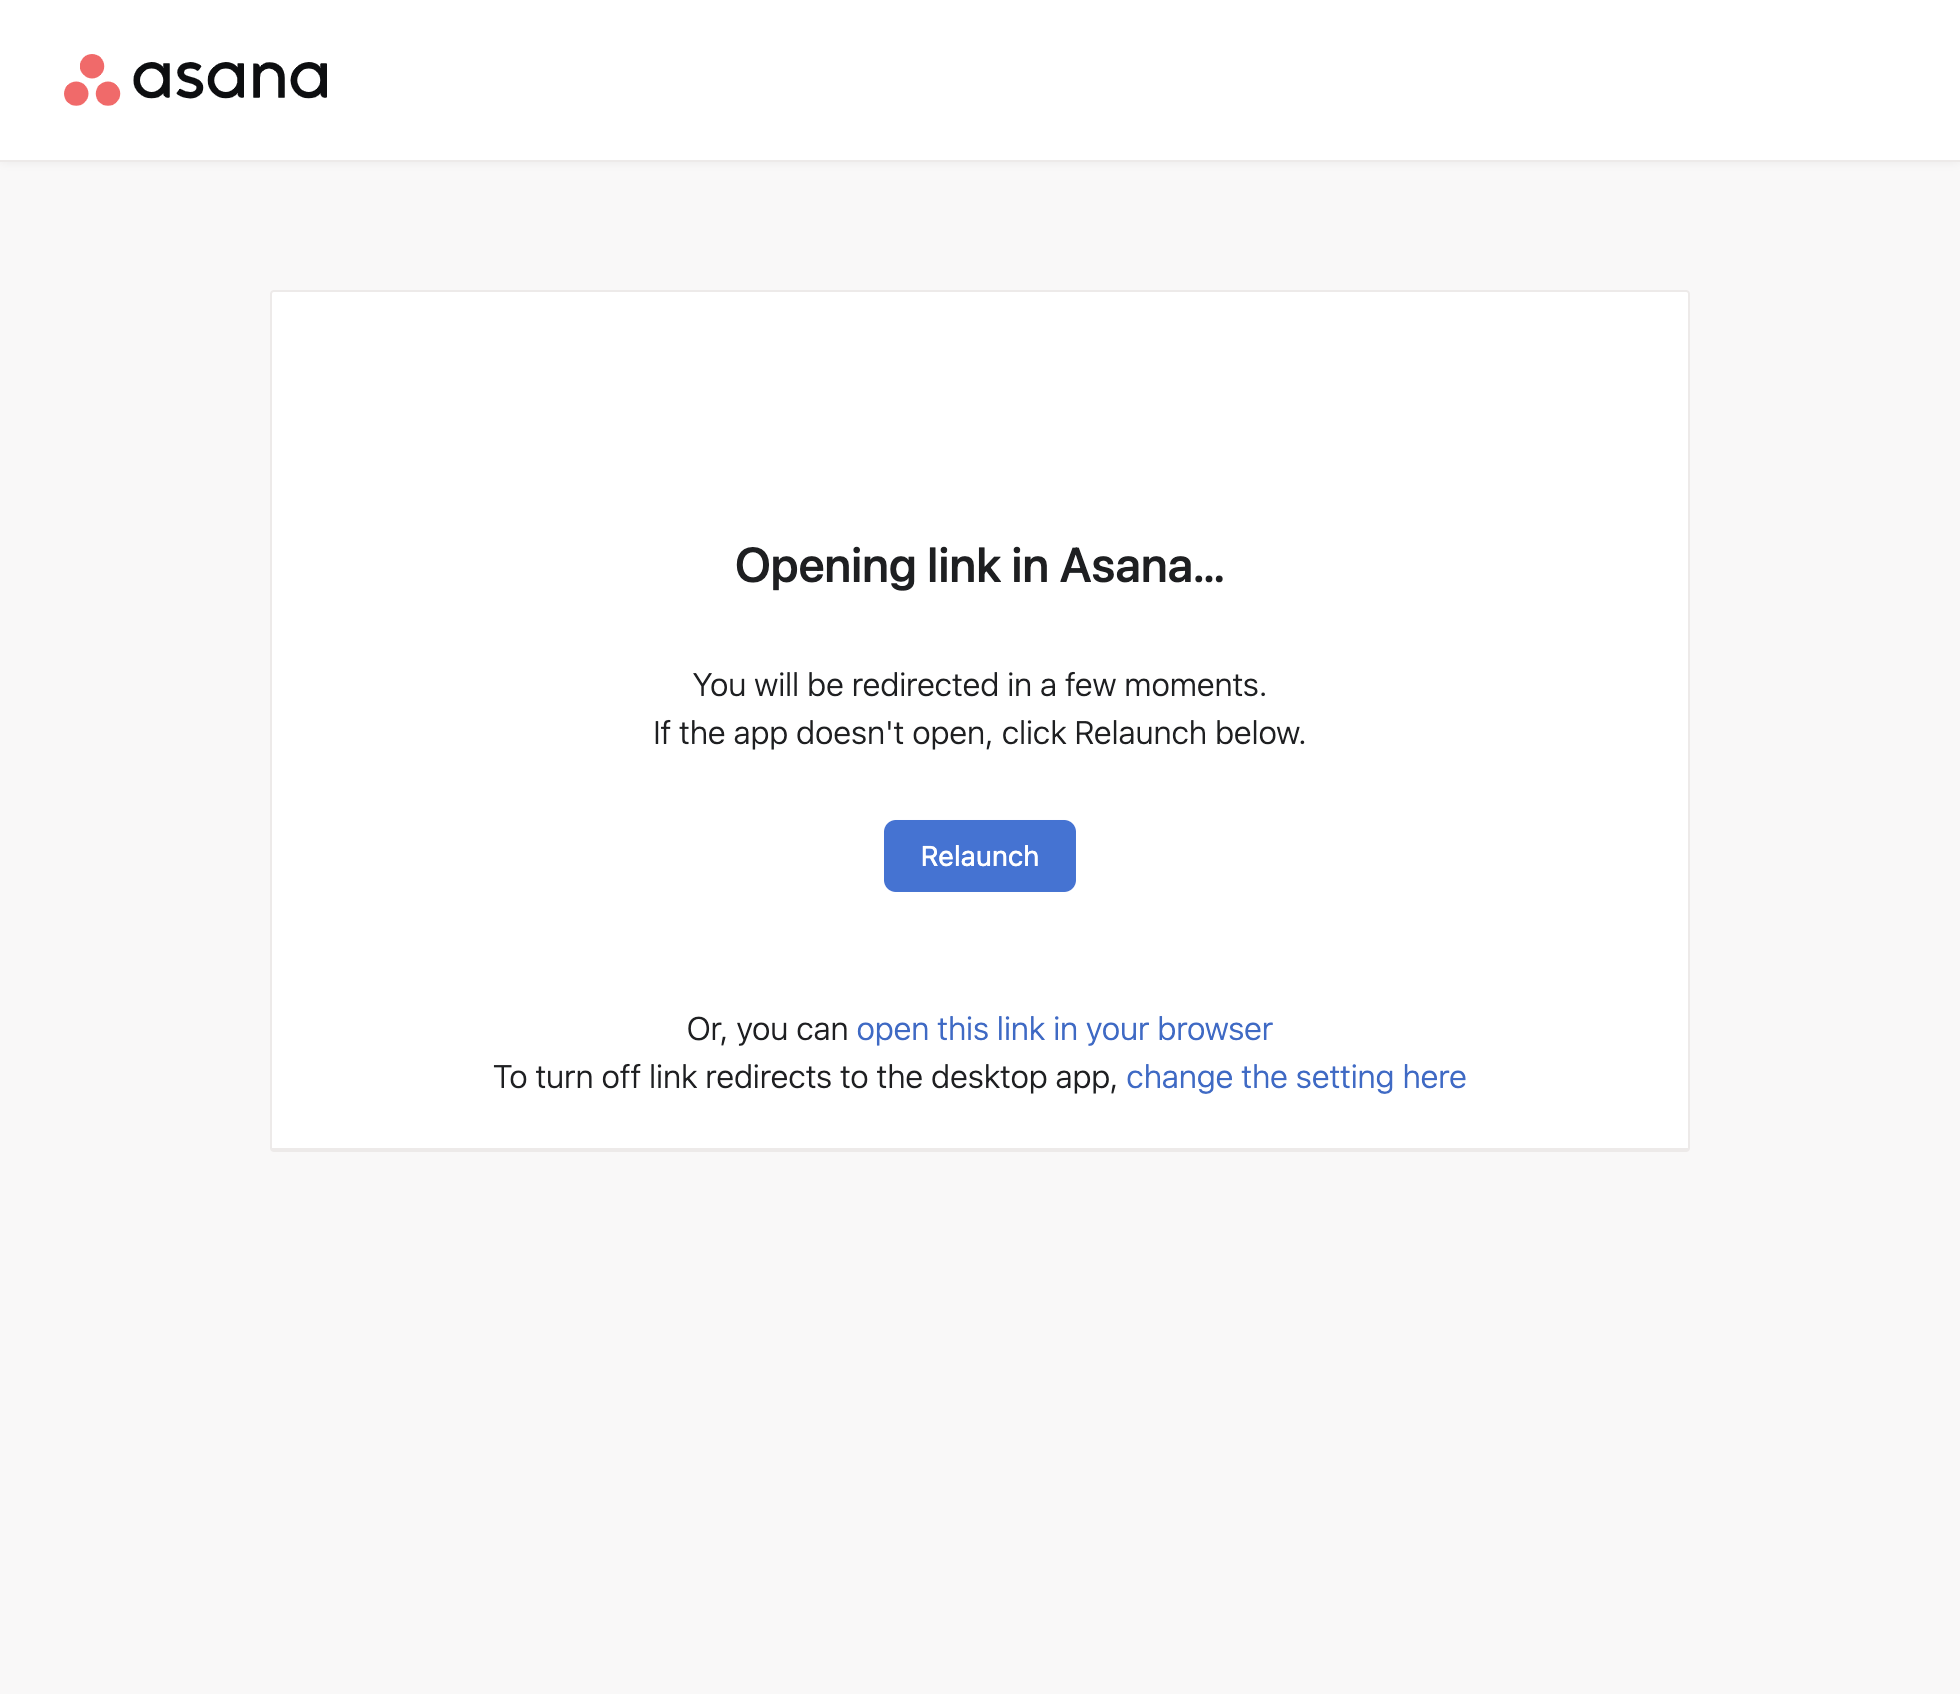 asana
Opening link in Asana...
You will be redirected in a few moments.
If the app doesn't open, click Relaunch below.
Relaunch
Or, you can open this link in your browser
To turn off link redirects to the desktop app, change the setting here